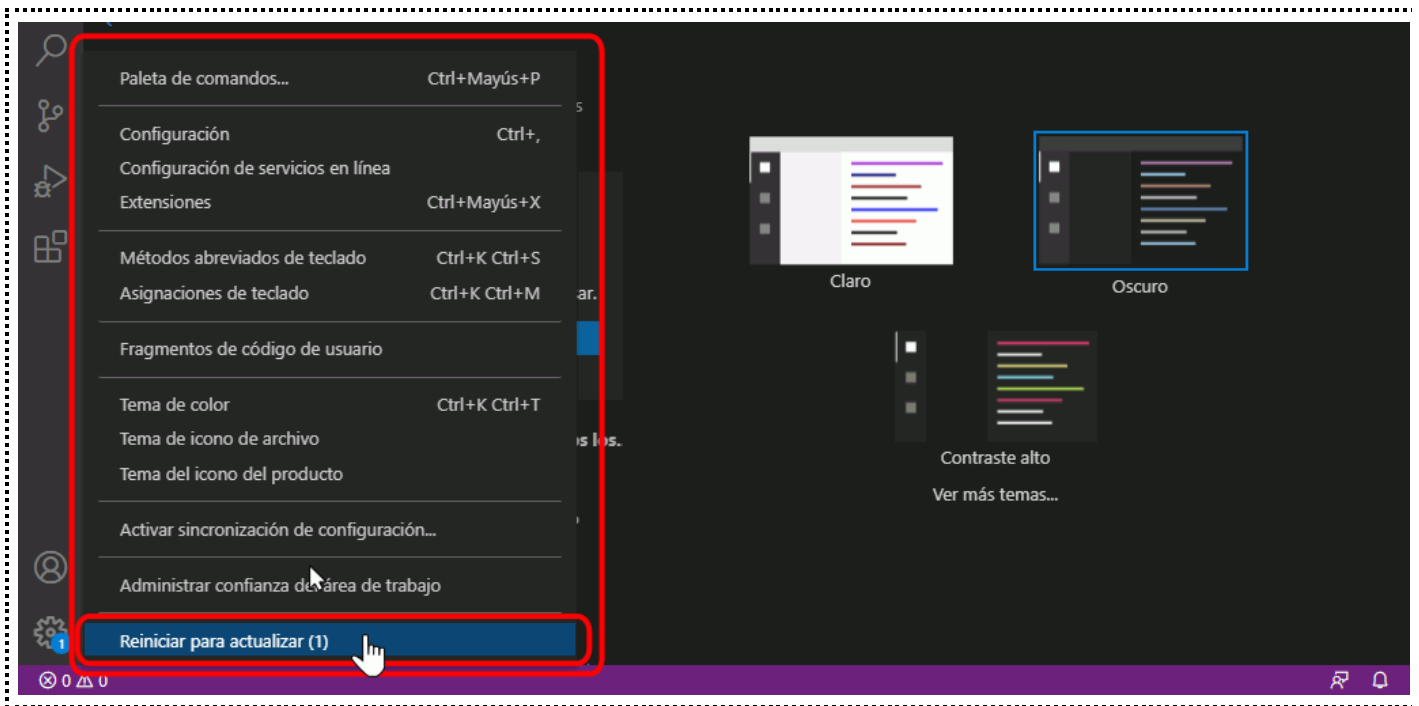 Paleta de comandos... Ctrl+Mayús+P
s
Configuración Ctrl+,
Configuración de servicios en línea
Extensiones Ctrl+Mayús+X
Métodos abreviados de teclado Ctrl+K Ctrl+S
Asignaciones de teclado Ctrl+K Ctrl+M
ar.
Fragmentos de código de usuario
Tema de color Ctrl+K Ctrl+T
Tema de icono de archivo
os los..
Tema del icono del producto
Activar sincronización de configuración...
Administrar confianza del área de trabajo
Reiniciar para actualizar (1)
1
0 0
Claro
Oscuro
Contraste alto
Ver más temas...